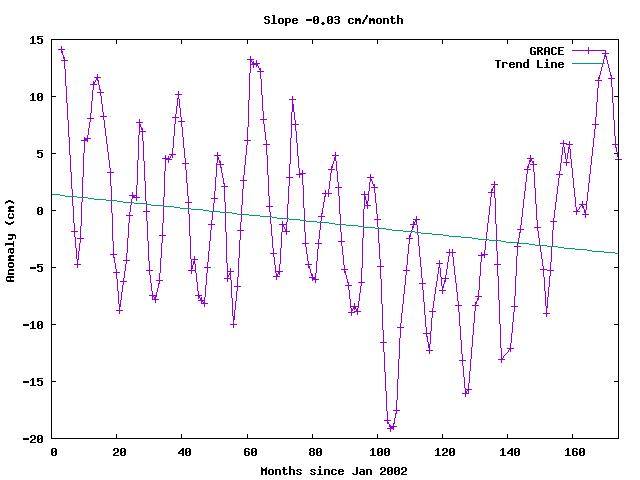 Slope -0.03 cm/month
GRACE
Trend Line
15
10
5
0
-5
-10
-15
-20
Anomaly (cm)
0 20 40 60 80 100 120 140 160
Months since Jan 2002